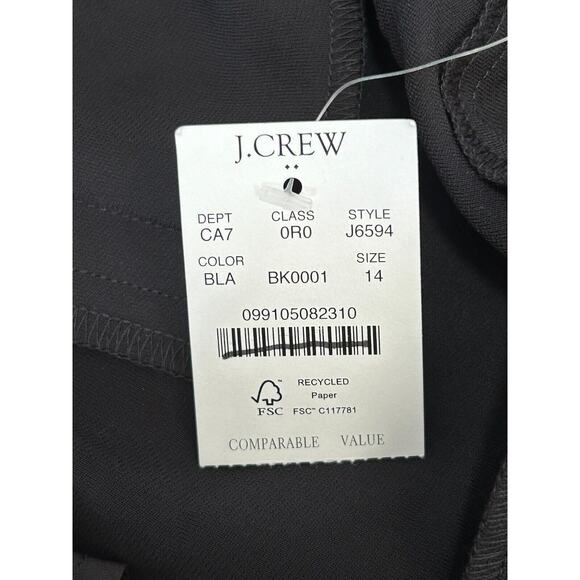 J.CREW
DEPT CLASS STYLE
CA7 0R0 J6594
COLOR SIZE
BLA BK0001 14
099105082310
RECYCLED
Paper
FSC FSC™ C117781
COMPARABLE VALUE